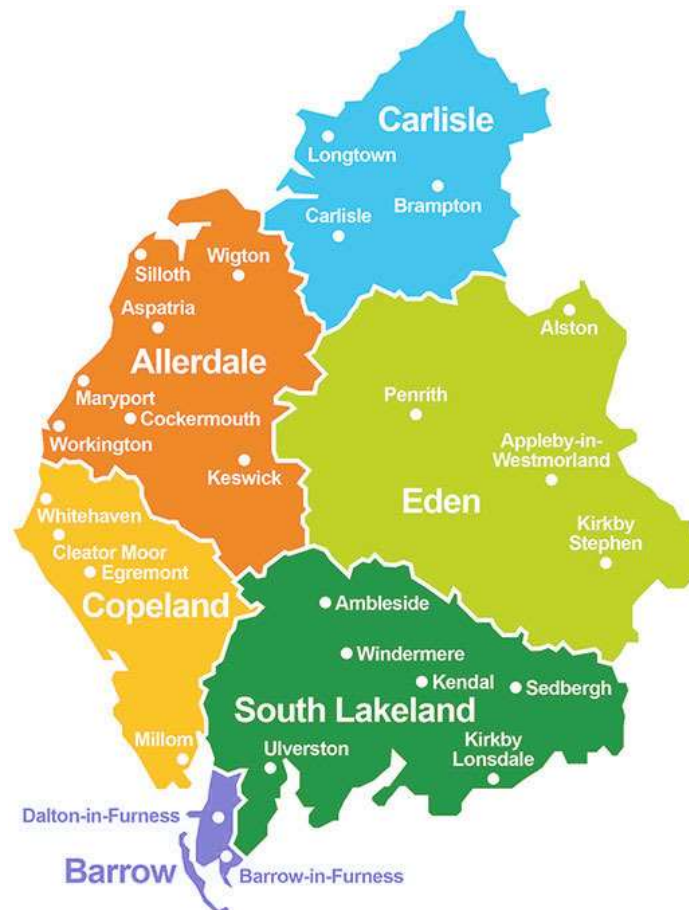 Carlisle
Longtown
Brampton
Carlisle
Wigton
Silloth
Aspatria
Alston
Allerdale
Maryport
Penrith
Cockermouth
Workington
Appleby-in-
Westmorland
Keswick
Eden
Whitehaven
Kirkby
Stephen
Cleator Moor
Egremont
Copeland
Ambleside
Windermere
Kendal
Sedbergh
South Lakeland
Millom
Ulverston
Kirkby
Lonsdale
Dalton-in-Furness
Barrow
Barrow-in-Furness